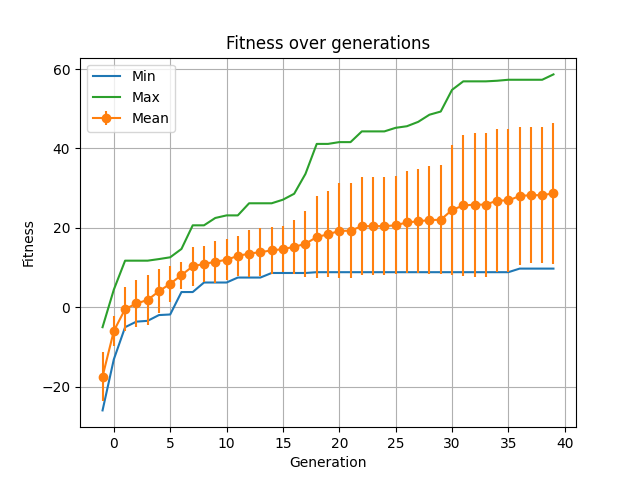 Fitness over generations
Min
Max
Mean
Fitness
60
40
20
0
−20
0 5 10 15 20 25 30 35 40
Generation